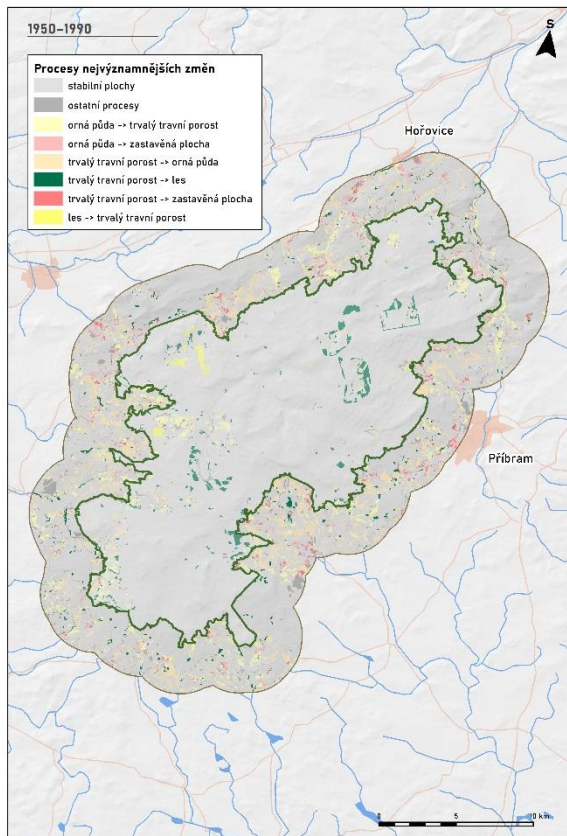 1950–1990
S
Procesy nejvýznamnějších změn
stabilní plochy
ostatní procesy
orná půda -> trvalý travní porost
orná půda -> zastavěná plocha
trvalý travní porost -> orná půda
trvalý travní porost -> les
trvalý travní porost -> zastavěná plocha
les -> trvalý travní porost
Hořovice
Příbram
0 5 10 km